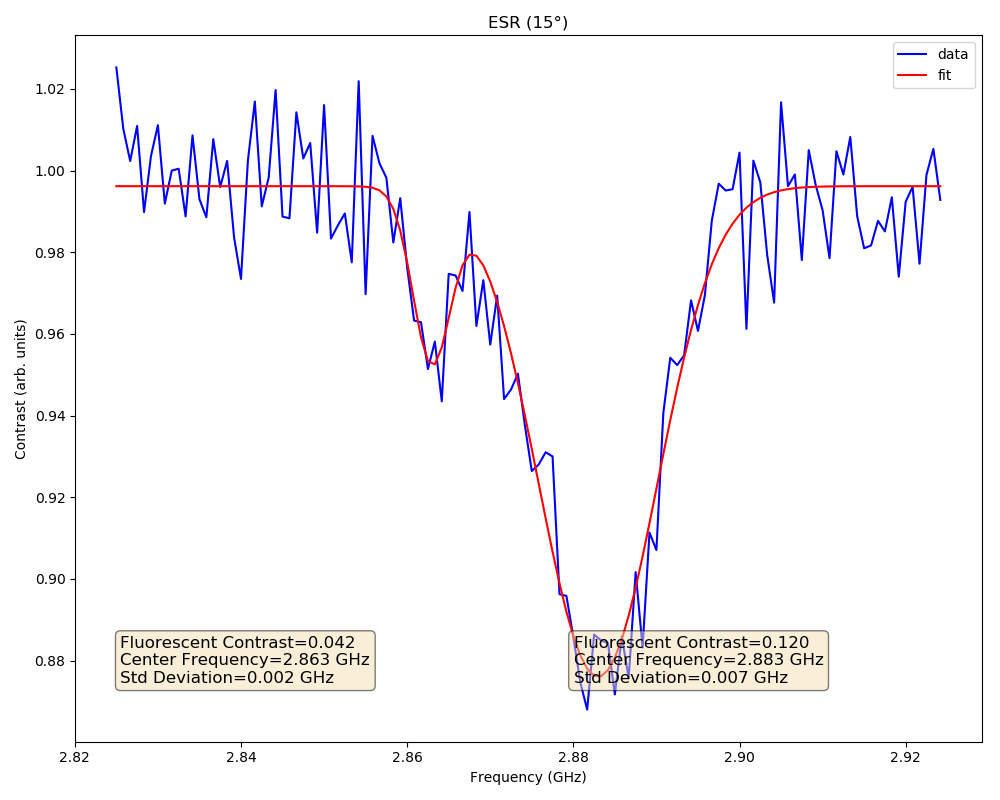 ESR (15°)
data
fit
1.02
1.00
0.98
0.96
0.94
0.92
0.90
0.88
Contrast (arb. units)
Fluorescent Contrast=0.042
Center Frequency=2.863 GHz
Std Deviation=0.002 GHz
Fluorescent Contrast=0.120
Center Frequency=2.883 GHz
Std Deviation=0.007 GHz
2.82
2.84
2.86
2.88
2.90
2.92
Frequency (GHz)